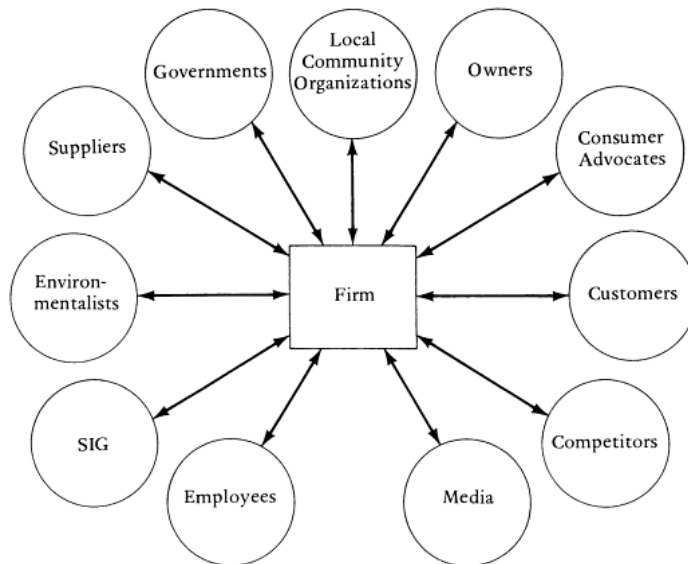 Governments
Local
Community
Organizations
Owners
Suppliers
Consumer
Advocates
Environ-
mentalists
Firm
Customers
SIG
Employees
Media
Competitors